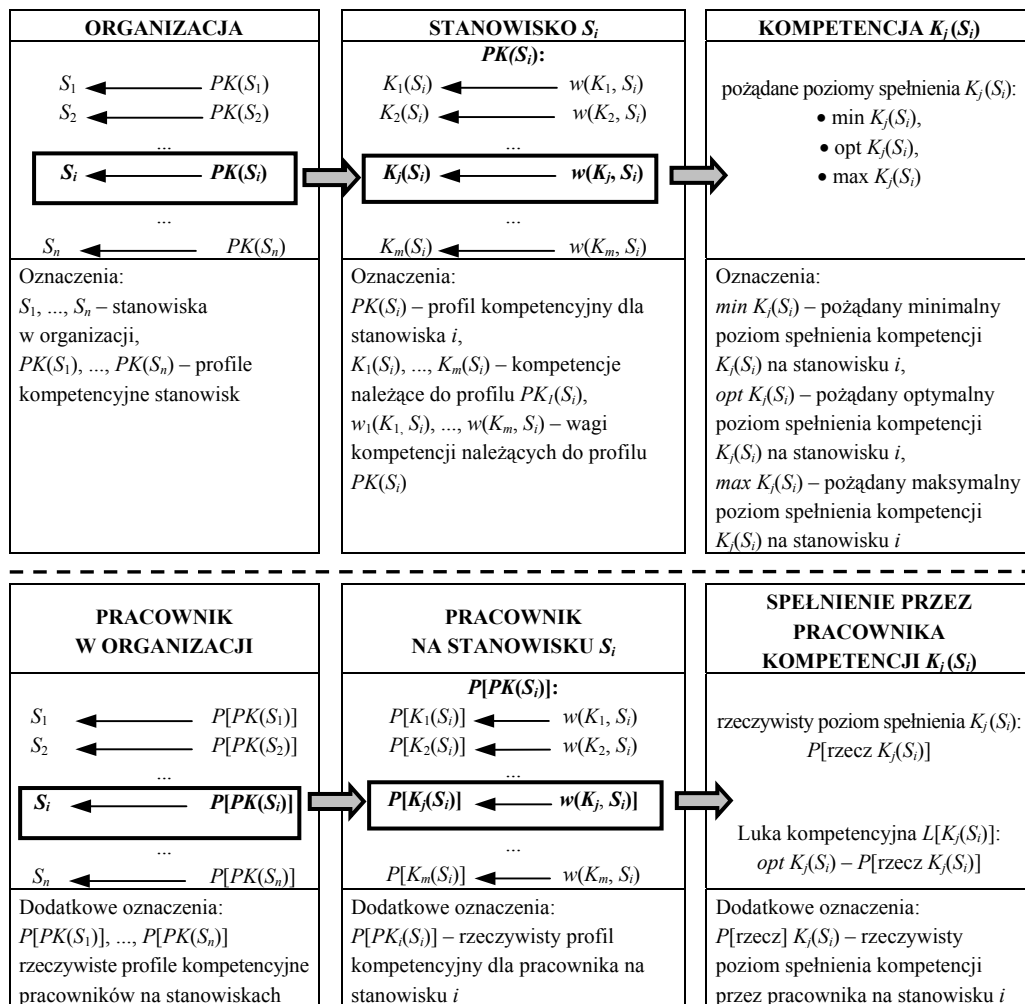 ORGANIZACJA
S₁ PK(S₁)
S₂ PK(S₂)
...
Sᵢ PK(Sᵢ)
...
Sₙ PK(Sₙ)
Oznaczenia:
S₁, ..., Sₙ – stanowiska
w organizacji,
PK(S₁), ..., PK(Sₙ) – profile
kompetencyjne stanowisk
STANOWISKO Sᵢ
PK(Sᵢ):
K₁(Sᵢ) w(K₁, Sᵢ)
K₂(Sᵢ) w(K₂, Sᵢ)
...
Kⱼ(Sᵢ) w(Kⱼ, Sᵢ)
...
Kₘ(Sᵢ) w(Kₘ, Sᵢ)
Oznaczenia:
PK(Sᵢ) – profil kompetencyjny dla
stanowiska i,
K₁(Sᵢ), ..., Kₘ(Sᵢ) – kompetencje
należące do profilu PK₁(Sᵢ),
w₁(K₁, Sᵢ), ..., w(Kₘ, Sᵢ) – wagi
kompetencji należących do profilu
PK(Sᵢ)
KOMPETENCJA Kⱼ(Sᵢ)
pożądane poziomy spełnienia Kⱼ(Sᵢ):
• min Kⱼ(Sᵢ),
• opt Kⱼ(Sᵢ),
• max Kⱼ(Sᵢ)
Oznaczenia:
min Kⱼ(Sᵢ) – pożądany minimalny
poziom spełnienia kompetencji
Kⱼ(Sᵢ) na stanowisku i,
opt Kⱼ(Sᵢ) – pożądany optymalny
poziom spełnienia kompetencji
Kⱼ(Sᵢ) na stanowisku i,
max Kⱼ(Sᵢ) – pożądany maksymalny
poziom spełnienia kompetencji
Kⱼ(Sᵢ) na stanowisku i
PRACOWNIK
W ORGANIZACJI
S₁ P[PK(S₁)]
S₂ P[PK(S₂)]
...
Sᵢ P[PK(Sᵢ)]
...
Sₙ P[PK(Sₙ)]
Dodatkowe oznaczenia:
P[PK(S₁)], ..., P[PK(Sₙ)]
rzeczywiste profile kompetencyjne
pracowników na stanowiskach
PRACOWNIK
NA STANOWISKU Sᵢ
P[PK(Sᵢ)]:
P[K₁(Sᵢ)] w(K₁, Sᵢ)
P[K₂(Sᵢ)] w(K₂, Sᵢ)
...
P[Kⱼ(Sᵢ)] w(Kⱼ, Sᵢ)]
...
P[Kₘ(Sᵢ)] w(Kₘ, Sᵢ)
Dodatkowe oznaczenia:
P[PKᵢ(Sᵢ)] – rzeczywisty profil
kompetencyjny dla pracownika na
stanowisku i
SPEŁNIENIE PRZEZ
PRACOWNIKA
KOMPETENCJI Kⱼ(Sᵢ)
rzeczywisty poziom spełnienia Kⱼ(Sᵢ):
P[rzecz Kⱼ(Sᵢ)]
Luka kompetencyjna L[Kⱼ(Sᵢ)]:
opt Kⱼ(Sᵢ) – P[rzecz Kⱼ(Sᵢ)]
Dodatkowe oznaczenia:
P[rzecz] Kⱼ(Sᵢ) – rzeczywisty
poziom spełnienia kompetencji
przez pracownika na stanowisku i